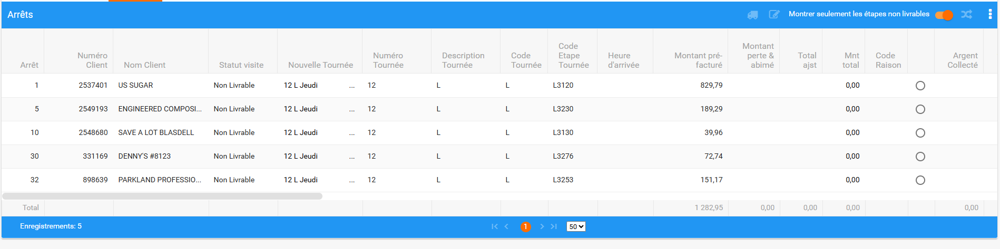 Arrêts Montrer seulement les étapes non livrables
Arrêt Numéro Client Nom Client Statut visite Nouvelle Tournée Numéro Tournée Description Tournée Code Tournée Code Etape Tournée Heure d'arrivée Montant pré-facturé Montant perte & abimé Total ajst Mnt total Code Raison Argent Collecté
1 2537401 US SUGAR Non Livrable 12 L Jeudi ... 12 L L L3120 829,79 0,00
5 2549193 ENGINEERED COMPOSI... Non Livrable 12 L Jeudi ... 12 L L L3230 189,29 0,00
10 2548680 SAVE A LOT BLASDELL Non Livrable 12 L Jeudi ... 12 L L L3130 39,96 0,00
30 331169 DENNY'S #8123 Non Livrable 12 L Jeudi ... 12 L L L3276 72,74 0,00
32 898639 PARKLAND PROFESSIO... Non Livrable 12 L Jeudi ... 12 L L L3253 151,17 0,00
Total 1 282,95 0,00 0,00 0,00 0,00
Enregistrements: 5 1 50